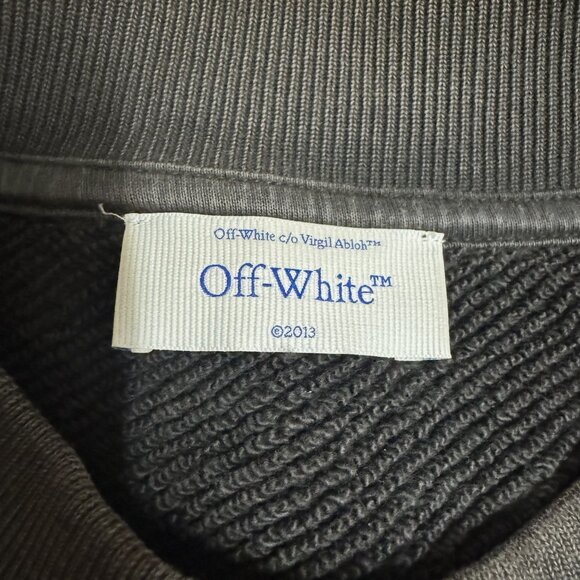 Off-White c/o Virgil Abloh™
Off-White™
©2013